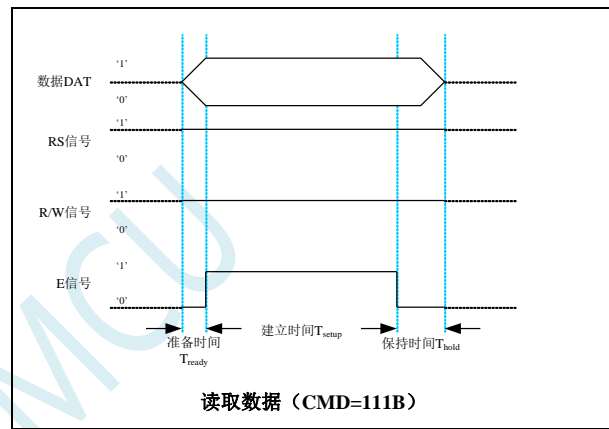 ‘1’
数据DAT
‘0’
‘1’
RS信号
‘0’
‘1’
R/W信号
‘0’
‘1’
E信号
‘0’
准备时间 建立时间Tsetup 保持时间Thold
Tready
读取数据（CMD=111B）
MCU